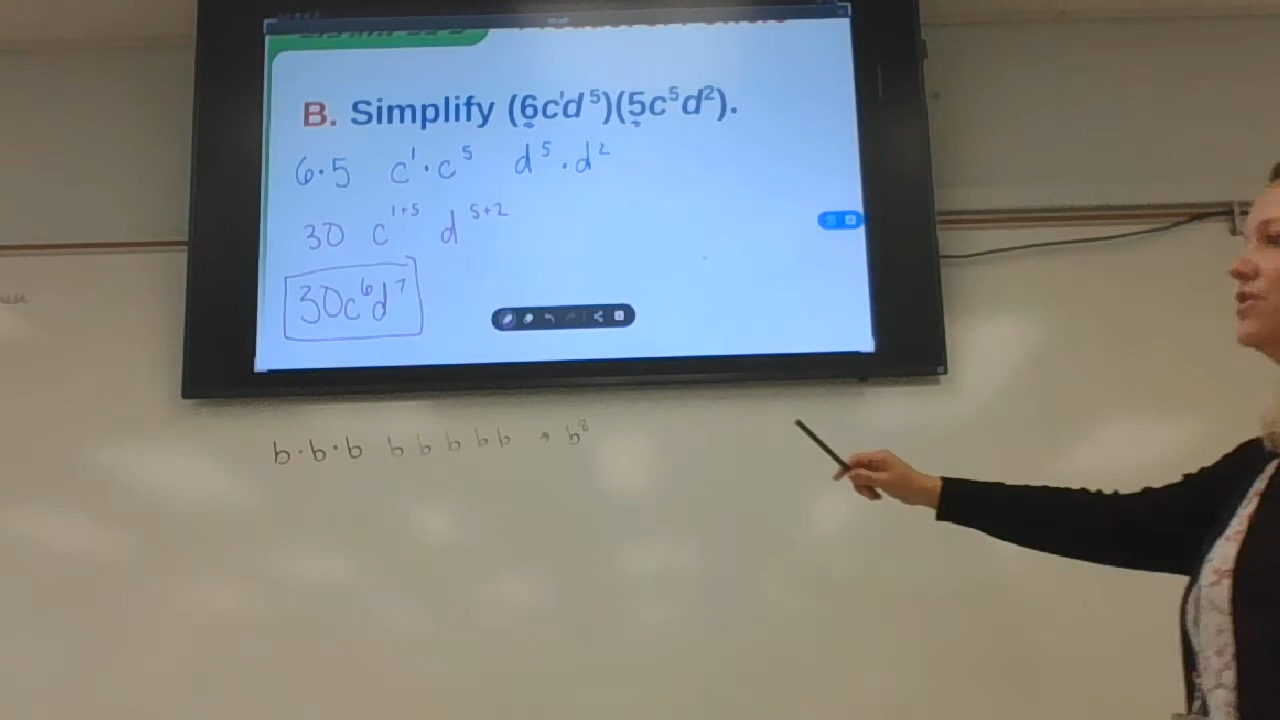 B. Simplify (6c¹d⁵)(5c⁵d²).
6·5 c¹·c⁵ d⁵·d²
30 c¹⁺⁵ d⁵⁺²
30c⁶d⁷
b·b·b b b b b b b⁸